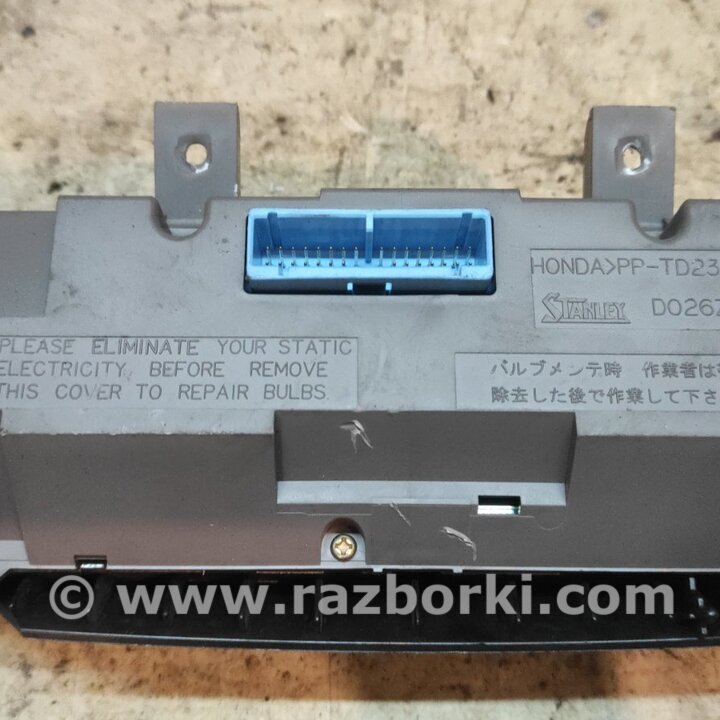 HONDA>PP-TD23
STANLEY D026
PLEASE ELIMINATE YOUR STATIC
ELECTRICITY BEFORE REMOVE
THIS COVER TO REPAIR BULBS.
バルブメンテ時 作業者は
除去した後で作業して下さ
© www.razborki.com